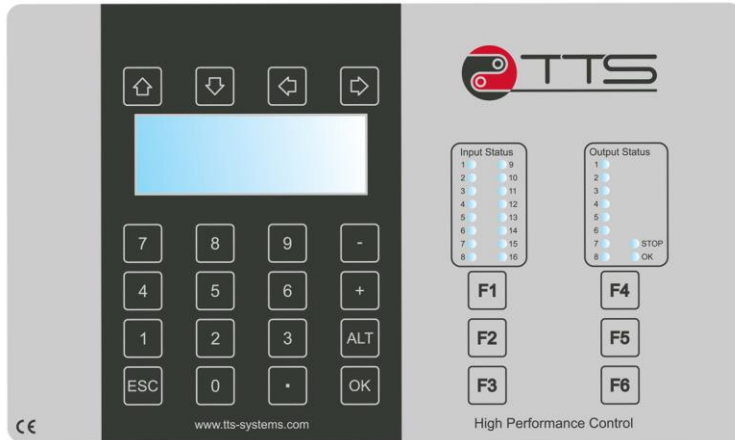 TTS
Input Status
1 9
2 10
3 11
4 12
5 13
6 14
7 15
8 16
Output Status
1
2
3
4
5
6
7 STOP
8 OK
7 8 9 -
4 5 6 +
1 2 3 ALT
ESC 0 • OK
F1 F4
F2 F5
F3 F6
www.tts-systems.com
High Performance Control
CE